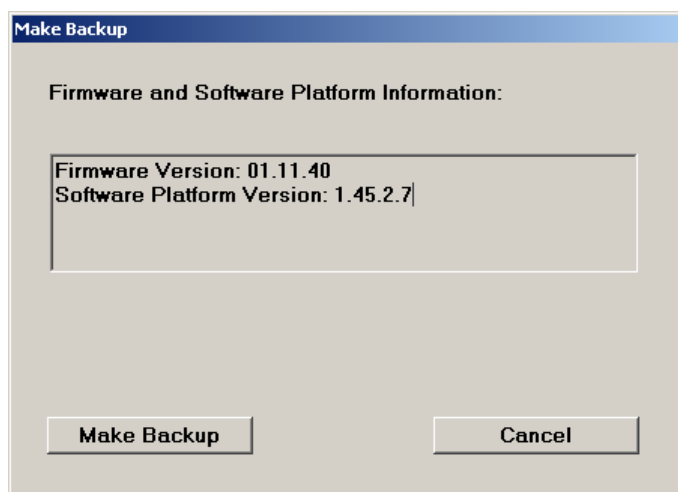 Make Backup
Firmware and Software Platform Information:
Firmware Version: 01.11.40
Software Platform Version: 1.45.2.7
Make Backup
Cancel